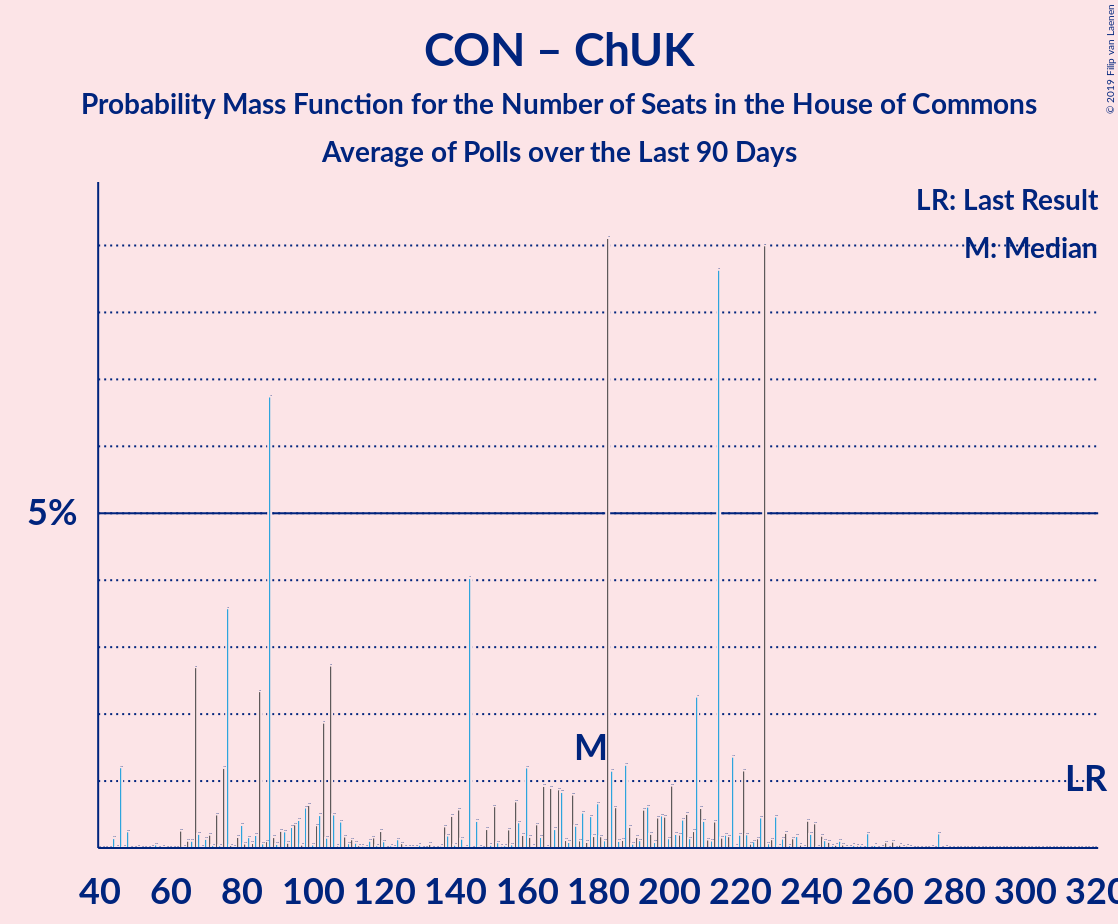 CON – ChUK
Probability Mass Function for the Number of Seats in the House of Commons
Average of Polls over the Last 90 Days
© 2019 Filip van Laenen
LR: Last Result
M: Median
5%
M
LR
40 60 80 100 120 140 160 180 200 220 240 260 280 300 320